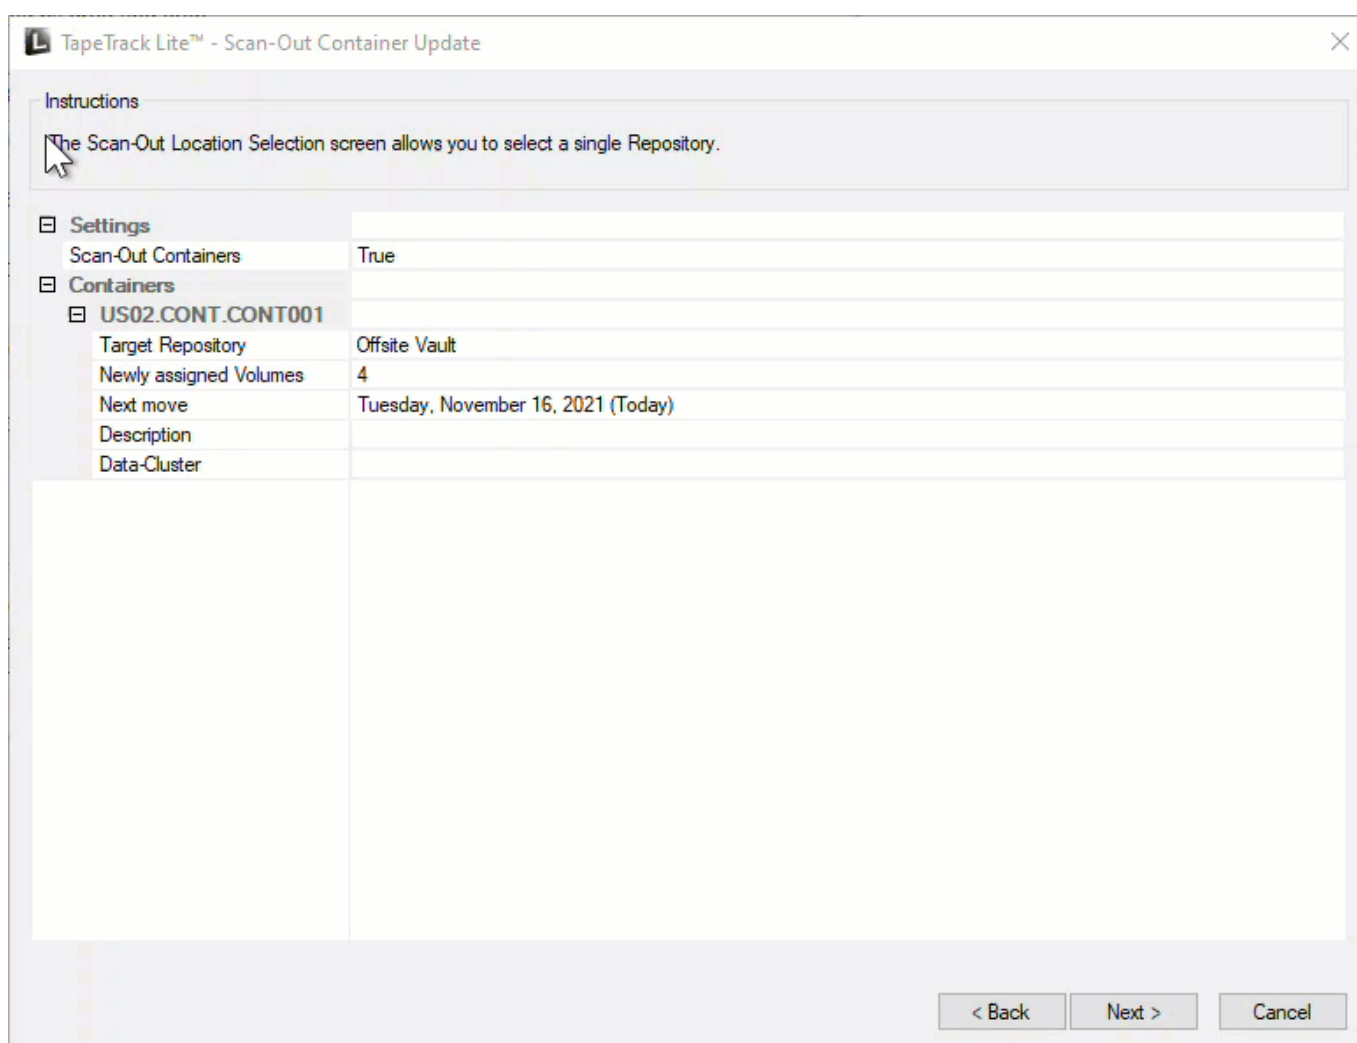 TapeTrack Lite™ - Scan-Out Container Update
Instructions
The Scan-Out Location Selection screen allows you to select a single Repository.
Settings
Scan-Out Containers True
Containers
US02.CONT.CONT001
Target Repository Offsite Vault
Newly assigned Volumes 4
Next move Tuesday, November 16, 2021 (Today)
Description
Data-Cluster
< Back Next > Cancel